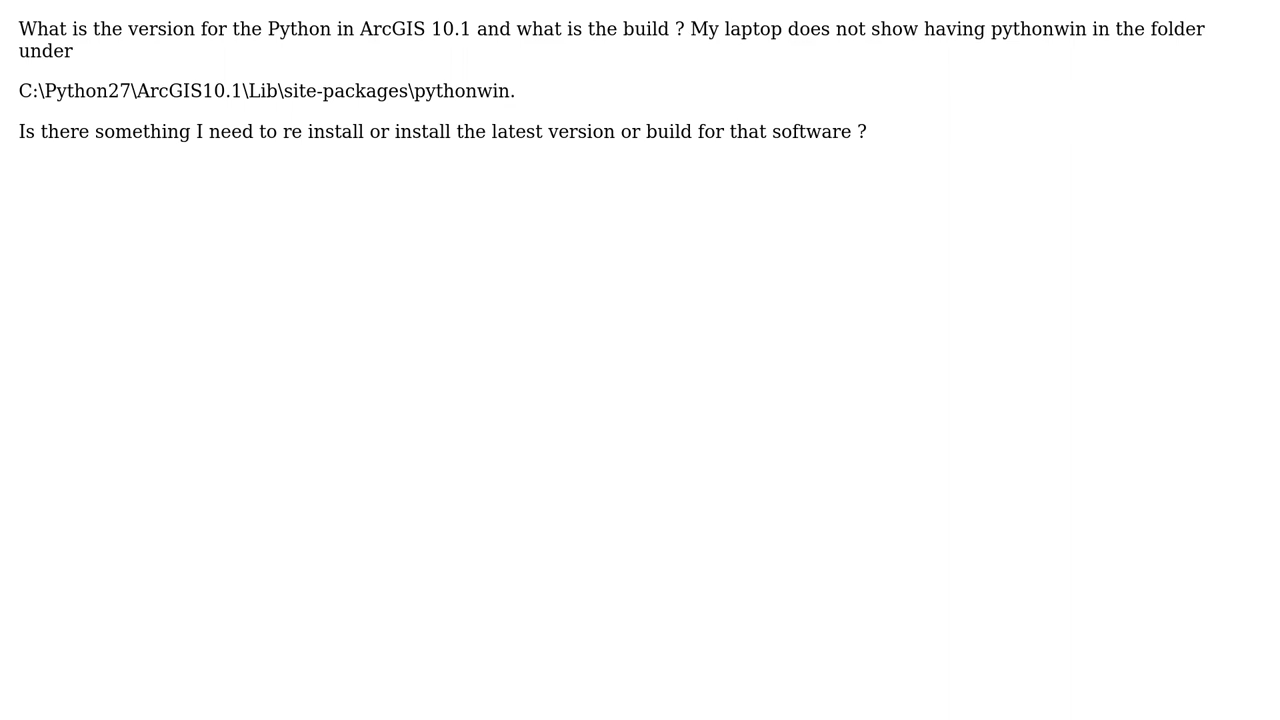 What is the version for the Python in ArcGIS 10.1 and what is the build ? My laptop does not show having pythonwin in the folder
under
C:\Python27\ArcGIS10.1\Lib\site-packages\pythonwin.
Is there something I need to re install or install the latest version or build for that software ?